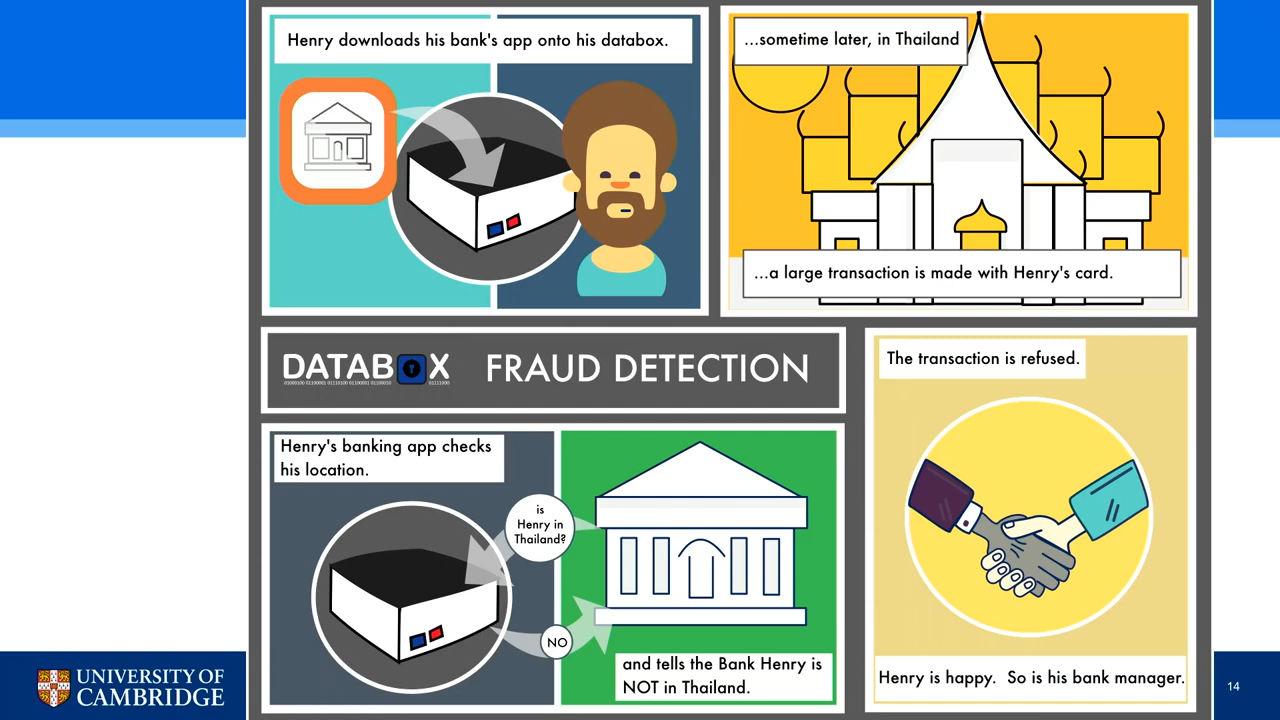 Henry downloads his bank's app onto his databox.
...sometime later, in Thailand
...a large transaction is made with Henry's card.
DATABOX
FRAUD DETECTION
Henry's banking app checks
his location.
is
Henry in
Thailand?
NO
and tells the Bank Henry is
NOT in Thailand.
The transaction is refused.
Henry is happy.  So is his bank manager.
UNIVERSITY OF
CAMBRIDGE
14